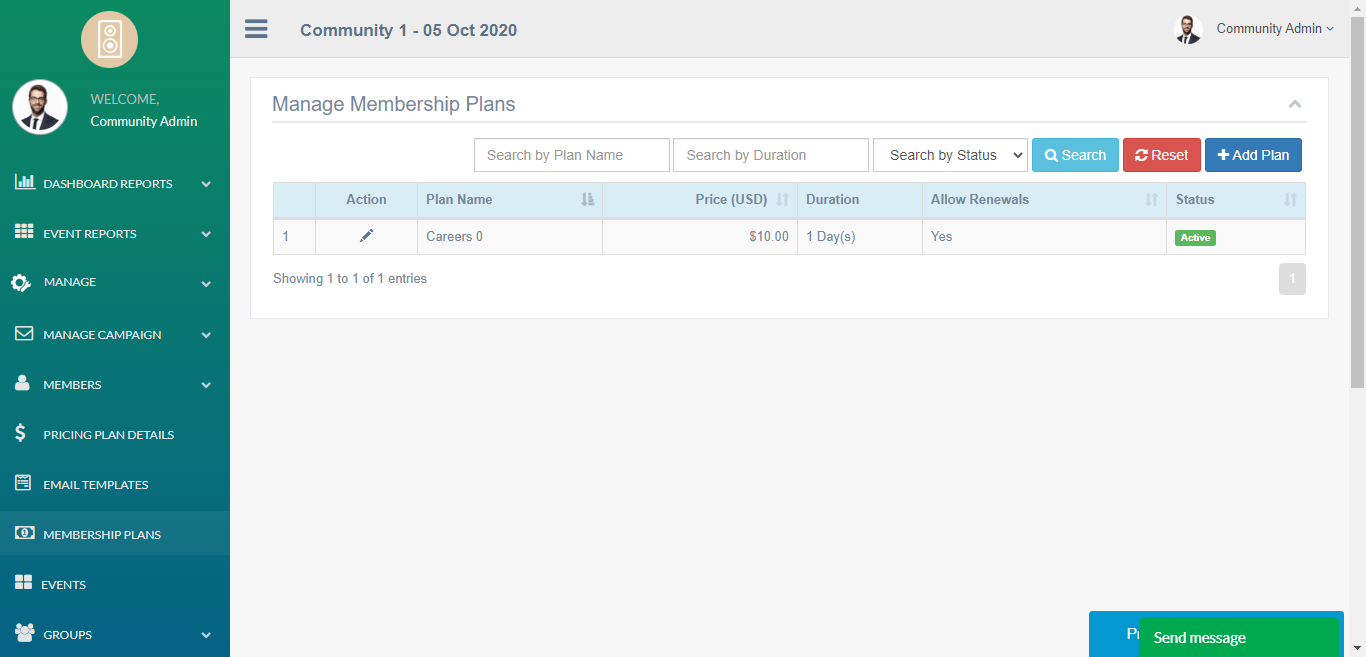 Community 1 - 05 Oct 2020
Community Admin
WELCOME,
Community Admin
DASHBOARD REPORTS
EVENT REPORTS
MANAGE
MANAGE CAMPAIGN
MEMBERS
PRICING PLAN DETAILS
EMAIL TEMPLATES
MEMBERSHIP PLANS
EVENTS
GROUPS
Manage Membership Plans
Search by Plan Name Search by Duration Search by Status Search Reset Add Plan
Action Plan Name Price (USD) Duration Allow Renewals Status
1 Careers 0 $10.00 1 Day(s) Yes Active
Showing 1 to 1 of 1 entries 1
Send message